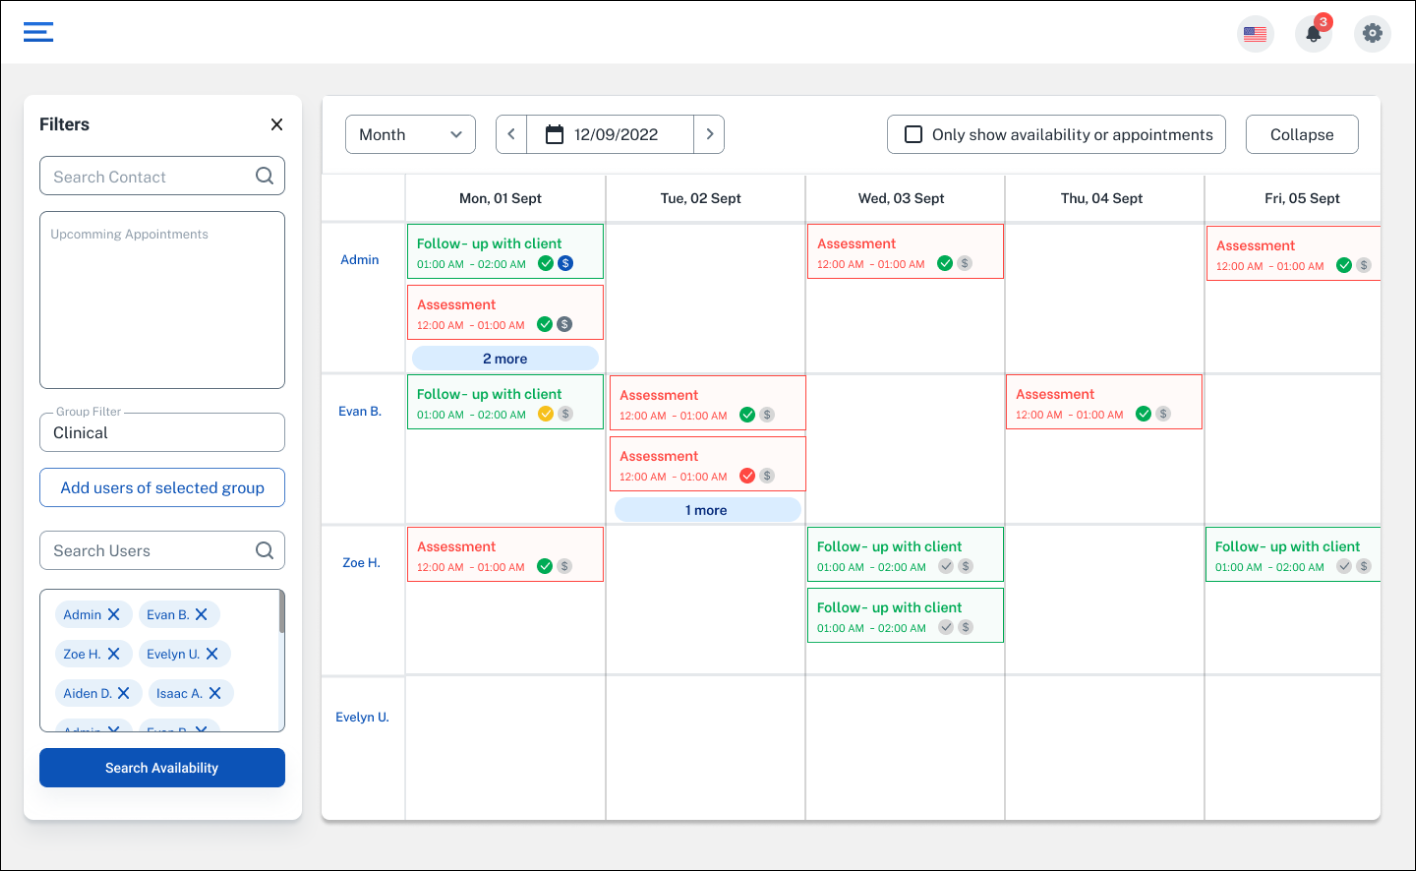 3
Filters
Search Contact
Upcomming Appointments
Group Filter
Clinical
Add users of selected group
Search Users
Admin
Evan B.
Zoe H.
Evelyn U.
Aiden D.
Isaac A.
Admin
Evan B.
Search Availability
Month
12/09/2022
Only show availability or appointments
Collapse
Mon, 01 Sept
Tue, 02 Sept
Wed, 03 Sept
Thu, 04 Sept
Fri, 05 Sept
Admin
Follow- up with client
01:00 AM - 02:00 AM $
Assessment
12:00 AM - 01:00 AM $
2 more
Assessment
12:00 AM - 01:00 AM $
Assessment
12:00 AM - 01:00 AM $
Evan B.
Follow- up with client
01:00 AM - 02:00 AM $
Assessment
12:00 AM - 01:00 AM $
Assessment
12:00 AM - 01:00 AM $
1 more
Assessment
12:00 AM - 01:00 AM $
Zoe H.
Assessment
12:00 AM - 01:00 AM $
Follow- up with client
01:00 AM - 02:00 AM $
Follow- up with client
01:00 AM - 02:00 AM $
Follow- up with client
01:00 AM - 02:00 AM $
Evelyn U.